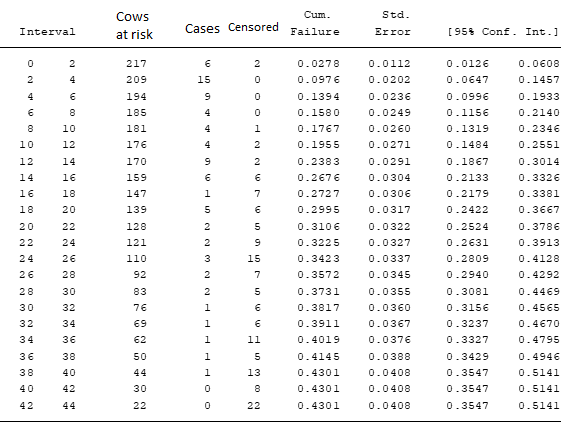 Cows Cum. Std.
Interval at risk Cases Censored Failure Error [95% Conf. Int.]
0 2 217 6 2 0.0278 0.0112 0.0126 0.0608
2 4 209 15 0 0.0976 0.0202 0.0647 0.1457
4 6 194 9 0 0.1394 0.0236 0.0996 0.1933
6 8 185 4 0 0.1580 0.0249 0.1156 0.2140
8 10 181 4 1 0.1767 0.0260 0.1319 0.2346
10 12 176 4 2 0.1955 0.0271 0.1484 0.2551
12 14 170 9 2 0.2383 0.0291 0.1867 0.3014
14 16 159 6 6 0.2676 0.0304 0.2133 0.3326
16 18 147 1 7 0.2727 0.0306 0.2179 0.3381
18 20 139 5 6 0.2995 0.0317 0.2422 0.3667
20 22 128 2 5 0.3106 0.0322 0.2524 0.3786
22 24 121 2 9 0.3225 0.0327 0.2631 0.3913
24 26 110 3 15 0.3423 0.0337 0.2809 0.4128
26 28 92 2 7 0.3572 0.0345 0.2940 0.4292
28 30 83 2 5 0.3731 0.0355 0.3081 0.4469
30 32 76 1 6 0.3817 0.0360 0.3156 0.4565
32 34 69 1 6 0.3911 0.0367 0.3237 0.4670
34 36 62 1 11 0.4019 0.0376 0.3327 0.4795
36 38 50 1 5 0.4145 0.0388 0.3429 0.4946
38 40 44 1 13 0.4301 0.0408 0.3547 0.5141
40 42 30 0 8 0.4301 0.0408 0.3547 0.5141
42 44 22 0 22 0.4301 0.0408 0.3547 0.5141